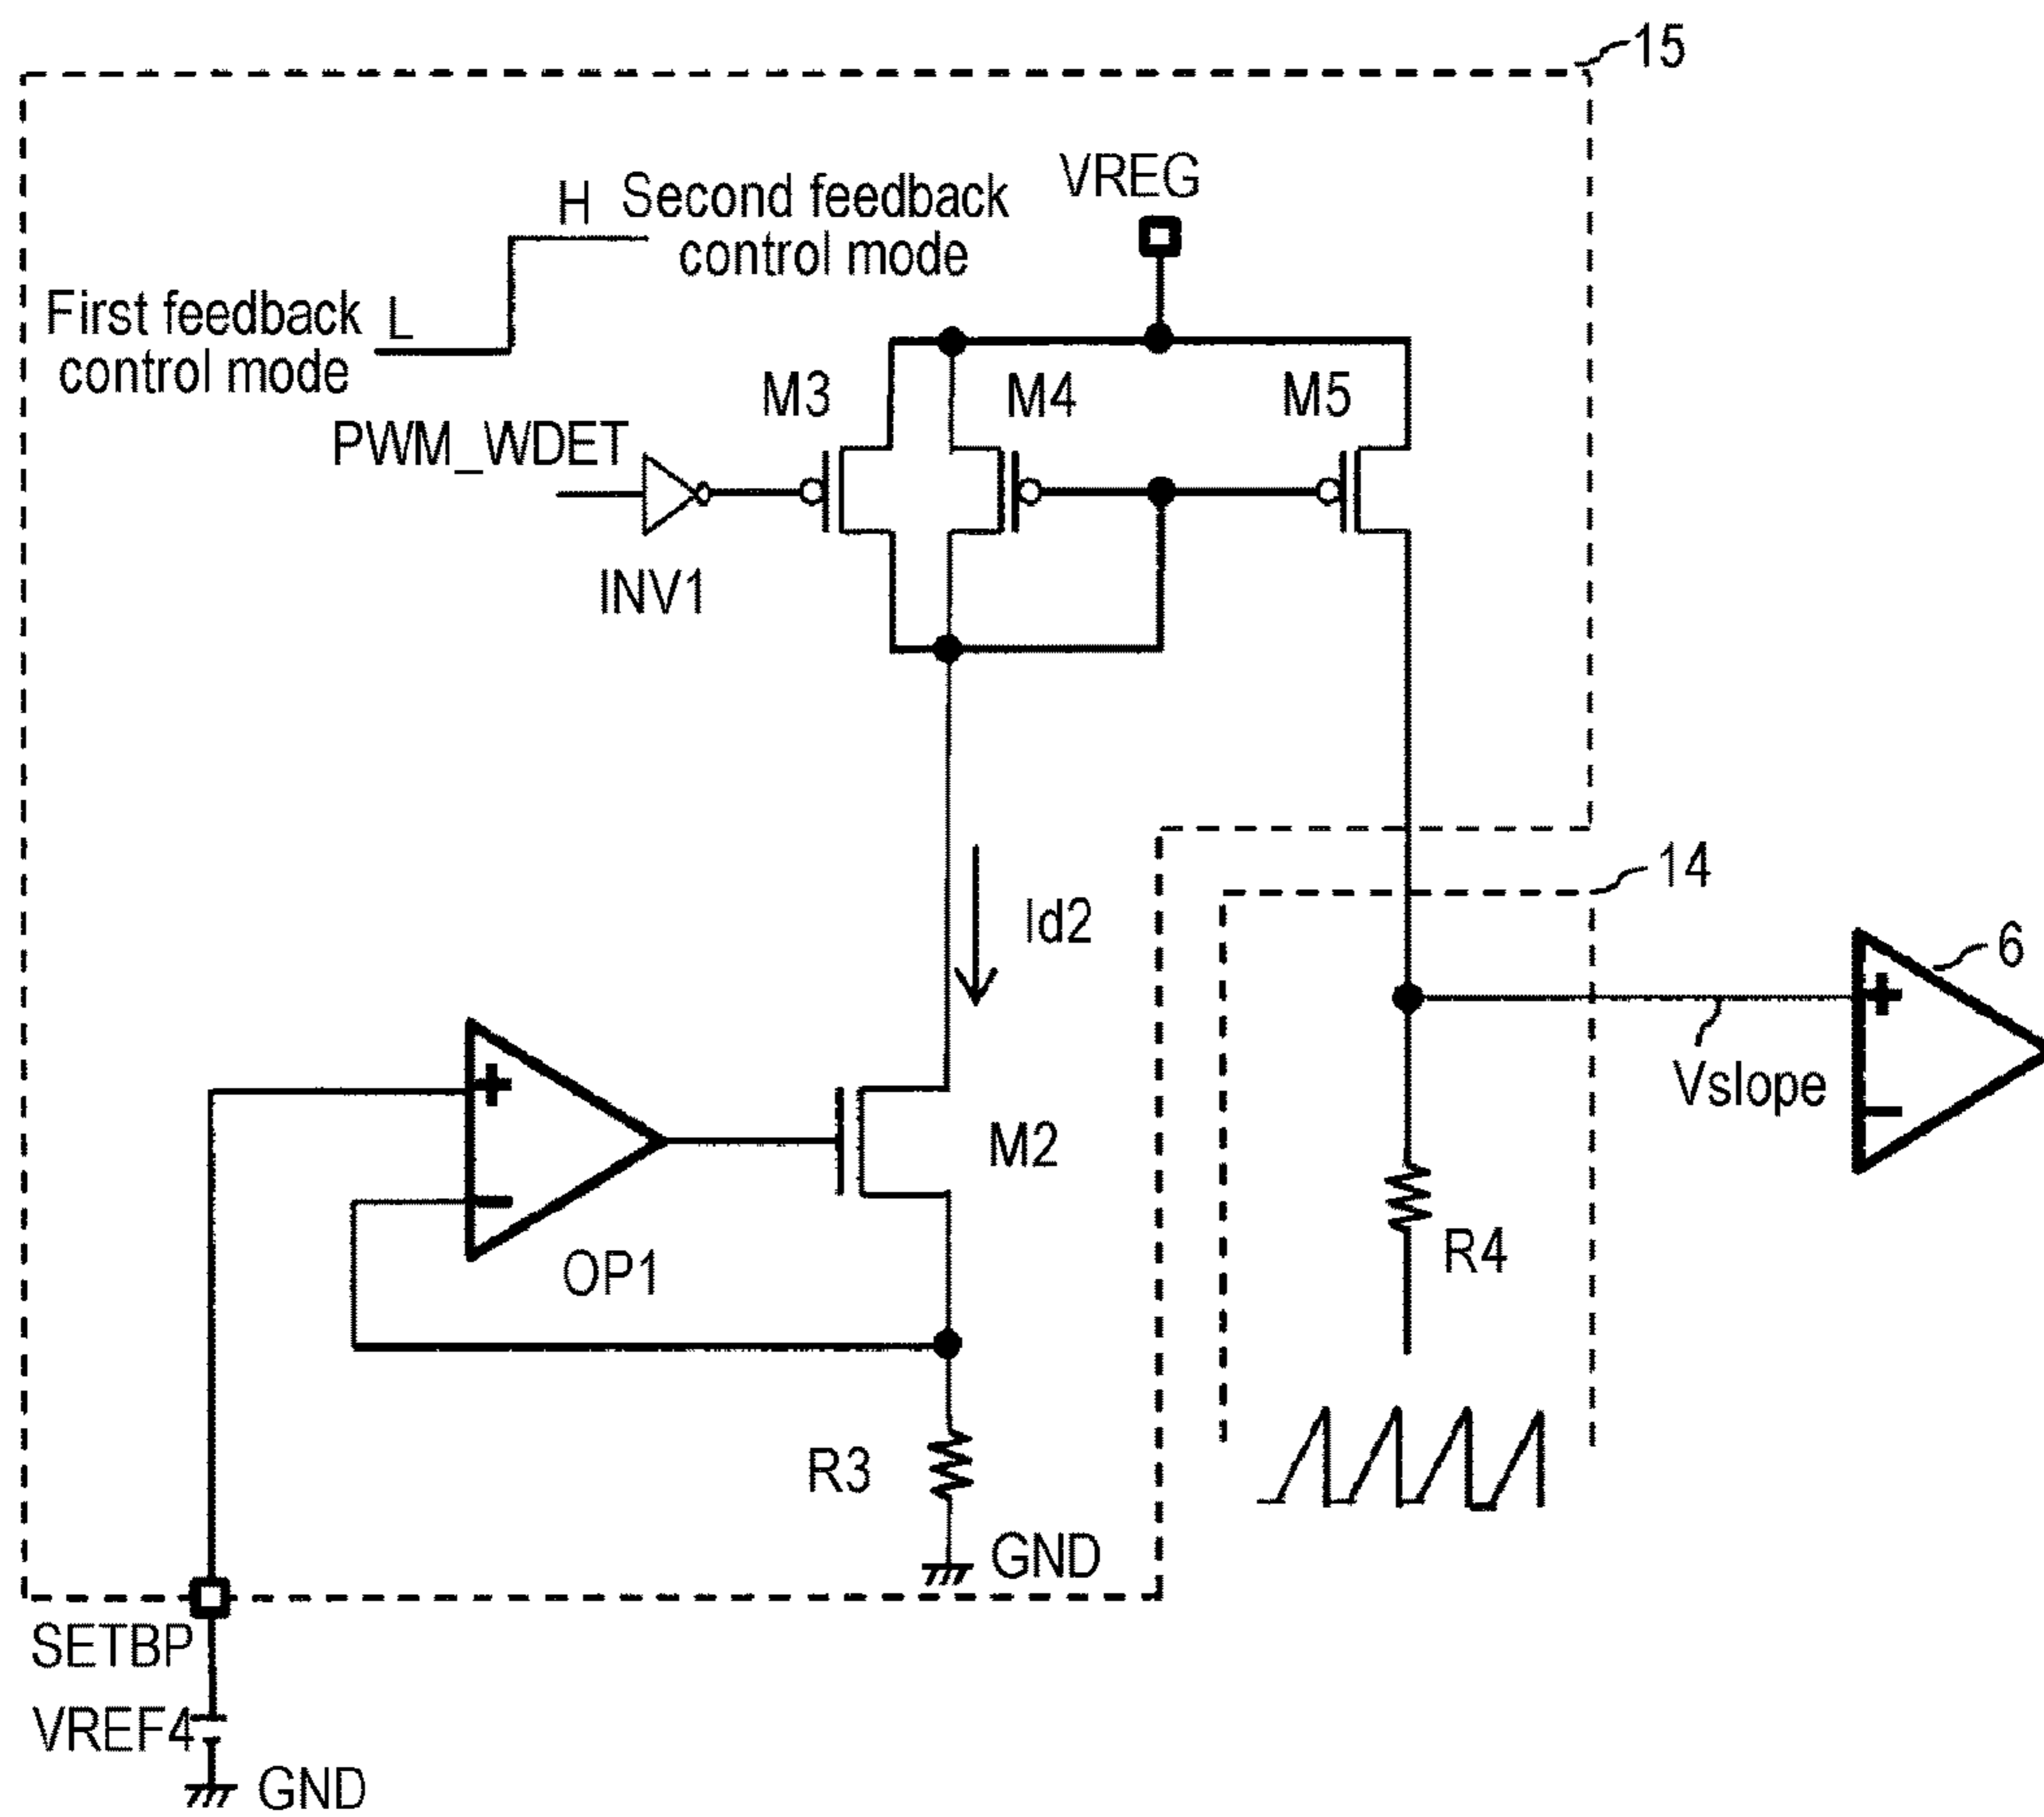 15
VREG
H Second feedback
control mode
First feedback L
control mode
M3
M4
M5
PWM_WDET
INV1
14
Id2
6
+
Vslope
-
+
M2
-
OP1
R4
R3
GND
SETBP
VREF4
GND